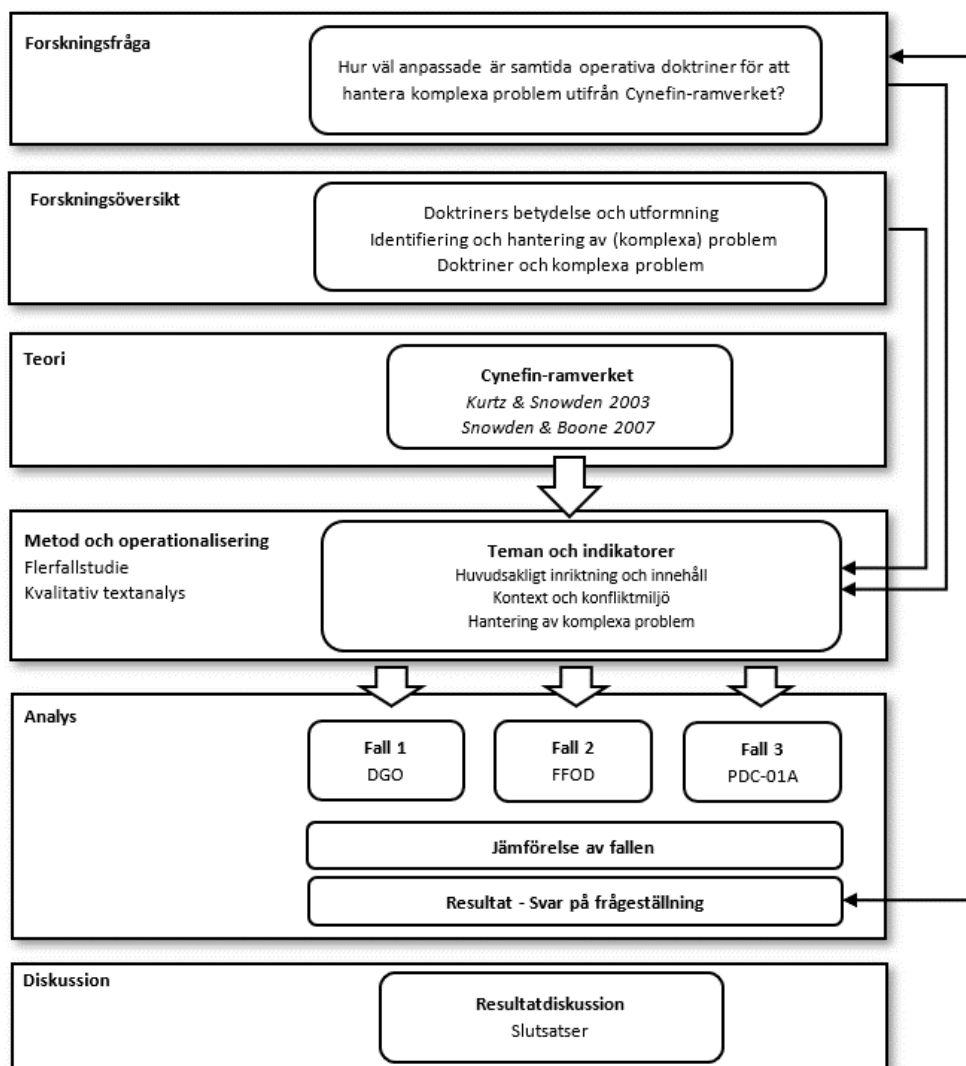 Forskningsfråga
Hur väl anpassade är samtida operativa doktriner för att
hantera komplexa problem utifrån Cynefin-ramverket?
Forskningsöversikt
Doktriners betydelse och utformning
Identifiering och hantering av (komplexa) problem
Doktriner och komplexa problem
Teori
Cynefin-ramverket
Kurtz & Snowden 2003
Snowden & Boone 2007
Metod och operationalisering
Flerfallstudie
Kvalitativ textanalys
Teman och indikatorer
Huvudsakligt inriktning och innehåll
Kontext och konfliktmiljö
Hantering av komplexa problem
Analys
Fall 1
DGO
Fall 2
FFOD
Fall 3
PDC-01A
Jämförelse av fallen
Resultat - Svar på frågeställning
Diskussion
Resultatdiskussion
Slutsatser